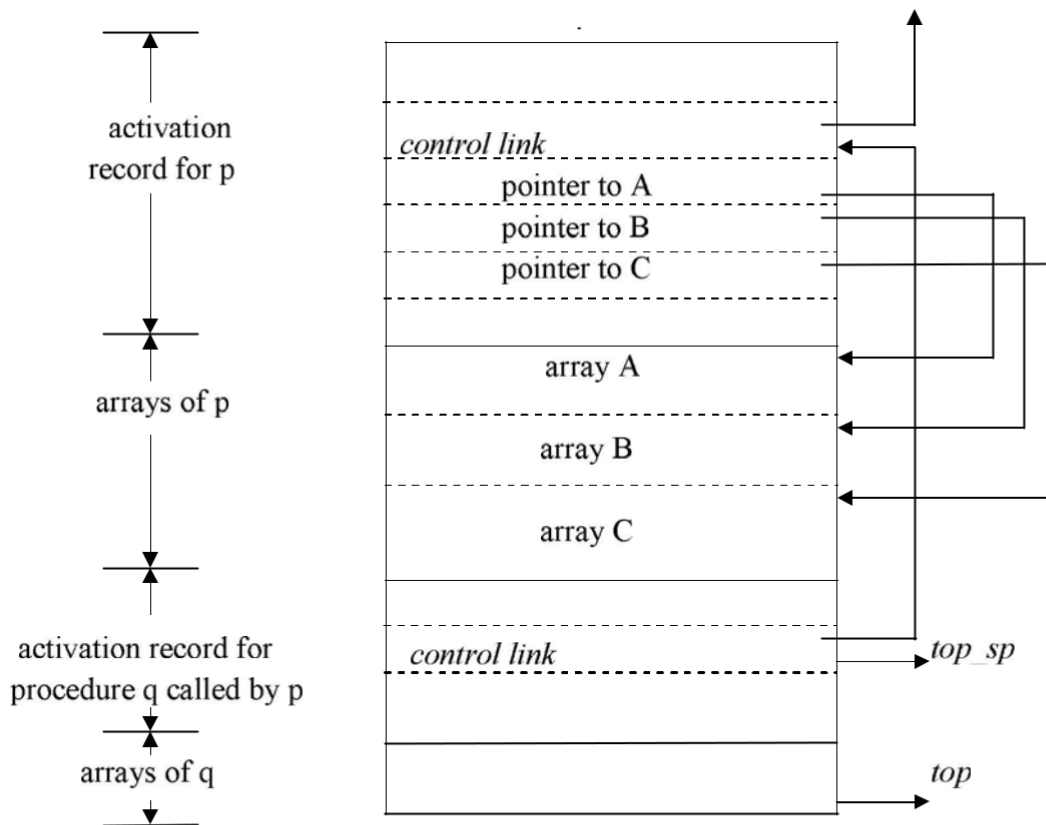 activation
record for p
control link
pointer to A
pointer to B
pointer to C
array A
arrays of p
array B
array C
activation record for
procedure q called by p
control link
top_sp
arrays of q
top